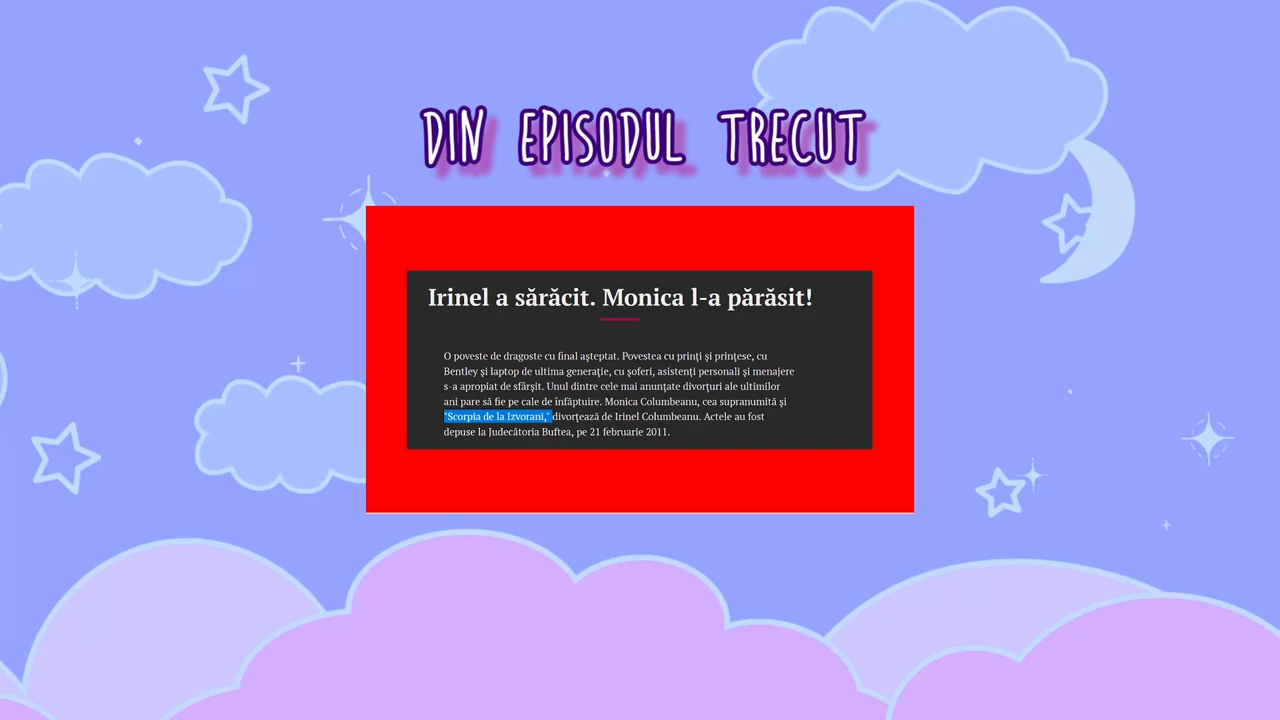 DIN EPISODUL TRECUT
Irinel a sărăcit. Monica l-a părăsit!
O poveste de dragoste cu final aşteptat. Povestea cu prinţi şi prinţese, cu
Bentley şi laptop de ultima generaţie, cu şoferi, asistenţi personali şi menajere
s-a apropiat de sfârşit. Unul dintre cele mai anunţate divorţuri ale ultimilor
ani pare să fie pe cale de înfăptuire. Monica Columbeanu, cea supranumită şi
"Scorpia de la Izvorani," divorţează de Irinel Columbeanu. Actele au fost
depuse la Judecătoria Buftea, pe 21 februarie 2011.